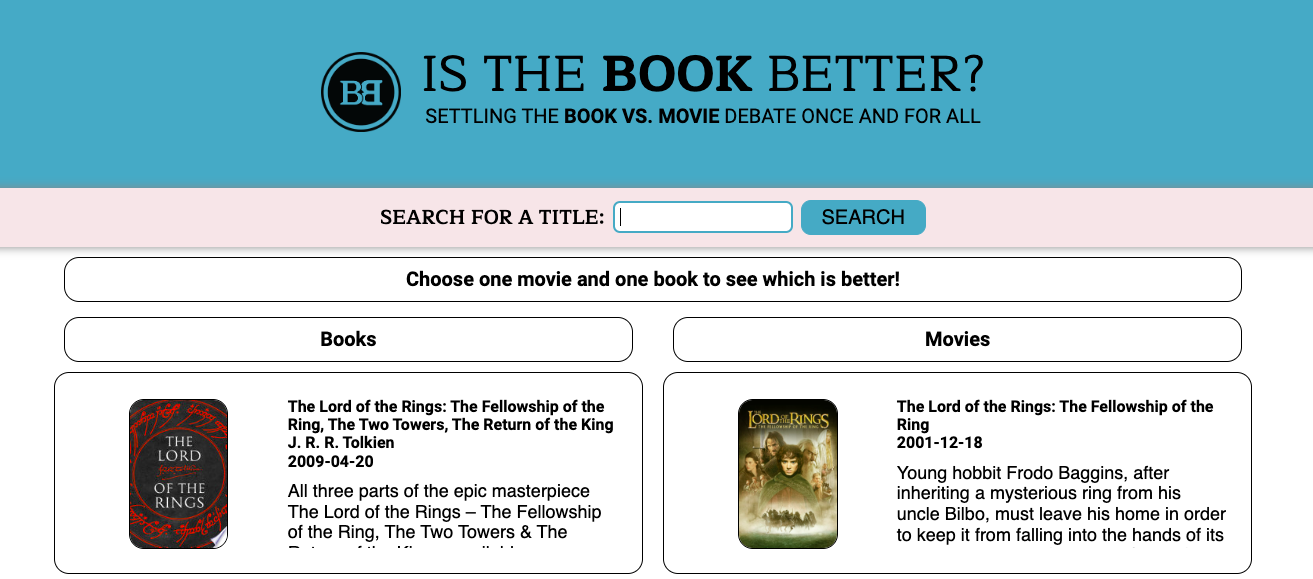 BB
IS THE BOOK BETTER?
SETTLING THE BOOK VS. MOVIE DEBATE ONCE AND FOR ALL
SEARCH FOR A TITLE:
SEARCH
Choose one movie and one book to see which is better!
Books
Movies
THE
LORD
OF THE
RINGS
The Lord of the Rings: The Fellowship of the
Ring, The Two Towers, The Return of the King
J. R. R. Tolkien
2009-04-20
All three parts of the epic masterpiece
The Lord of the Rings – The Fellowship
of the Ring, The Two Towers & The
THE LORD OF THE RINGS
THE FELLOWSHIP OF THE RING
The Lord of the Rings: The Fellowship of the
Ring
2001-12-18
Young hobbit Frodo Baggins, after
inheriting a mysterious ring from his
uncle Bilbo, must leave his home in order
to keep it from falling into the hands of its